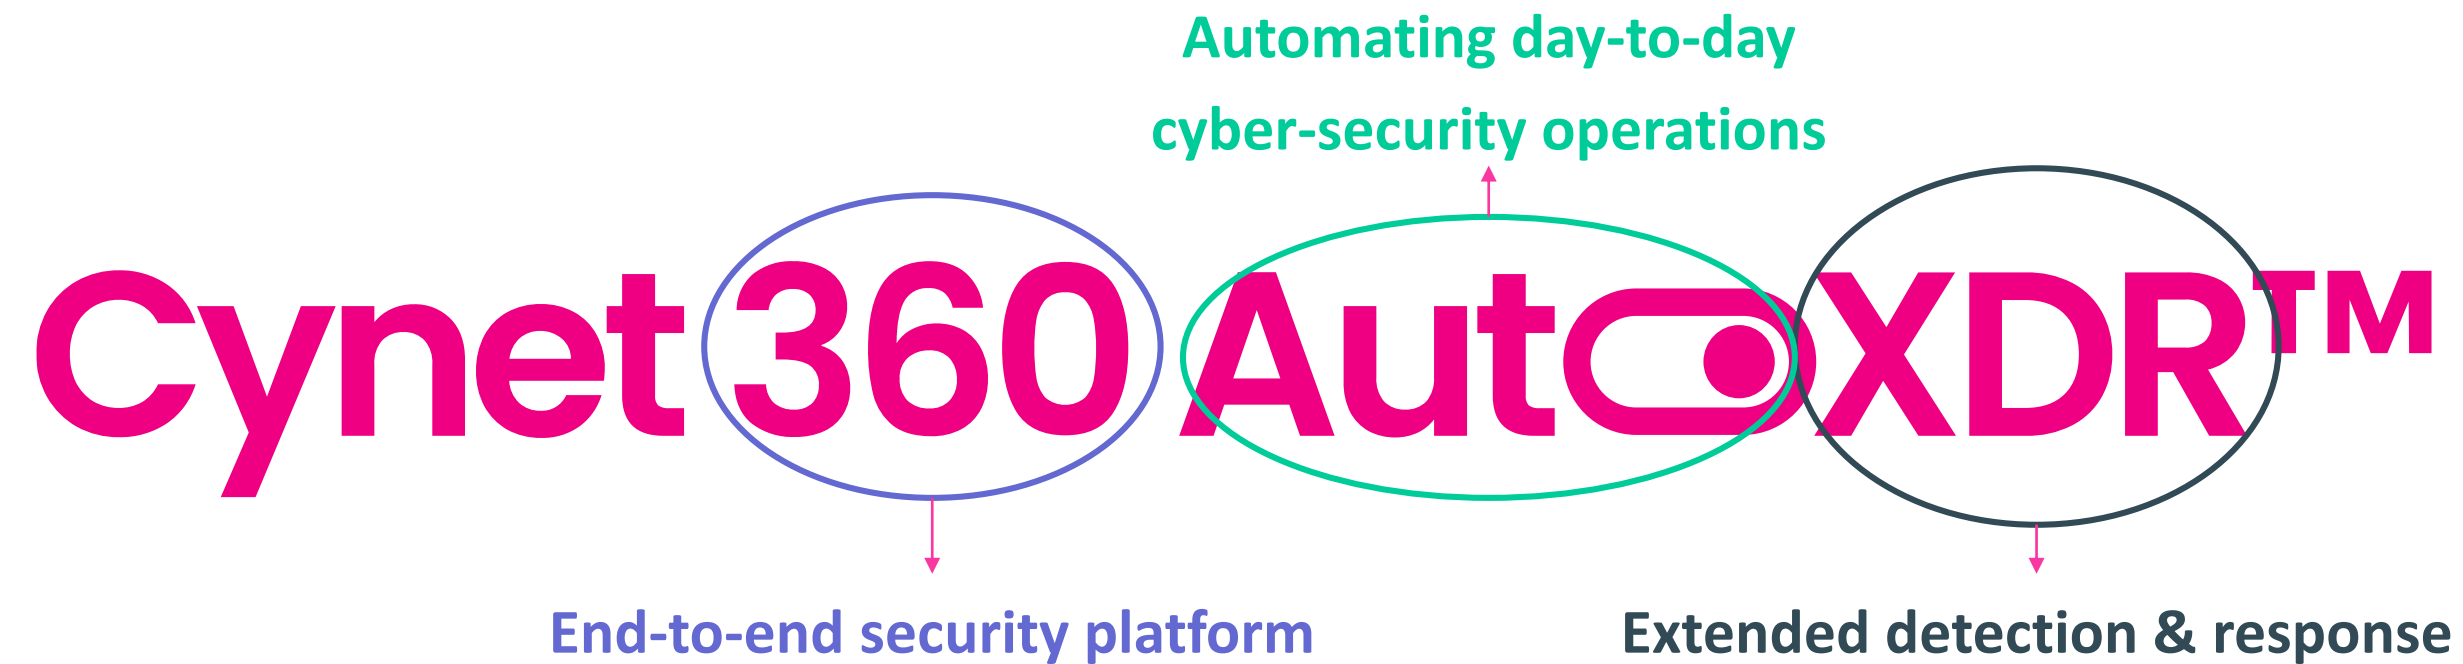 Automating day-to-day
cyber-security operations
Cynet 360 AutoXDR™
End-to-end security platform
Extended detection & response